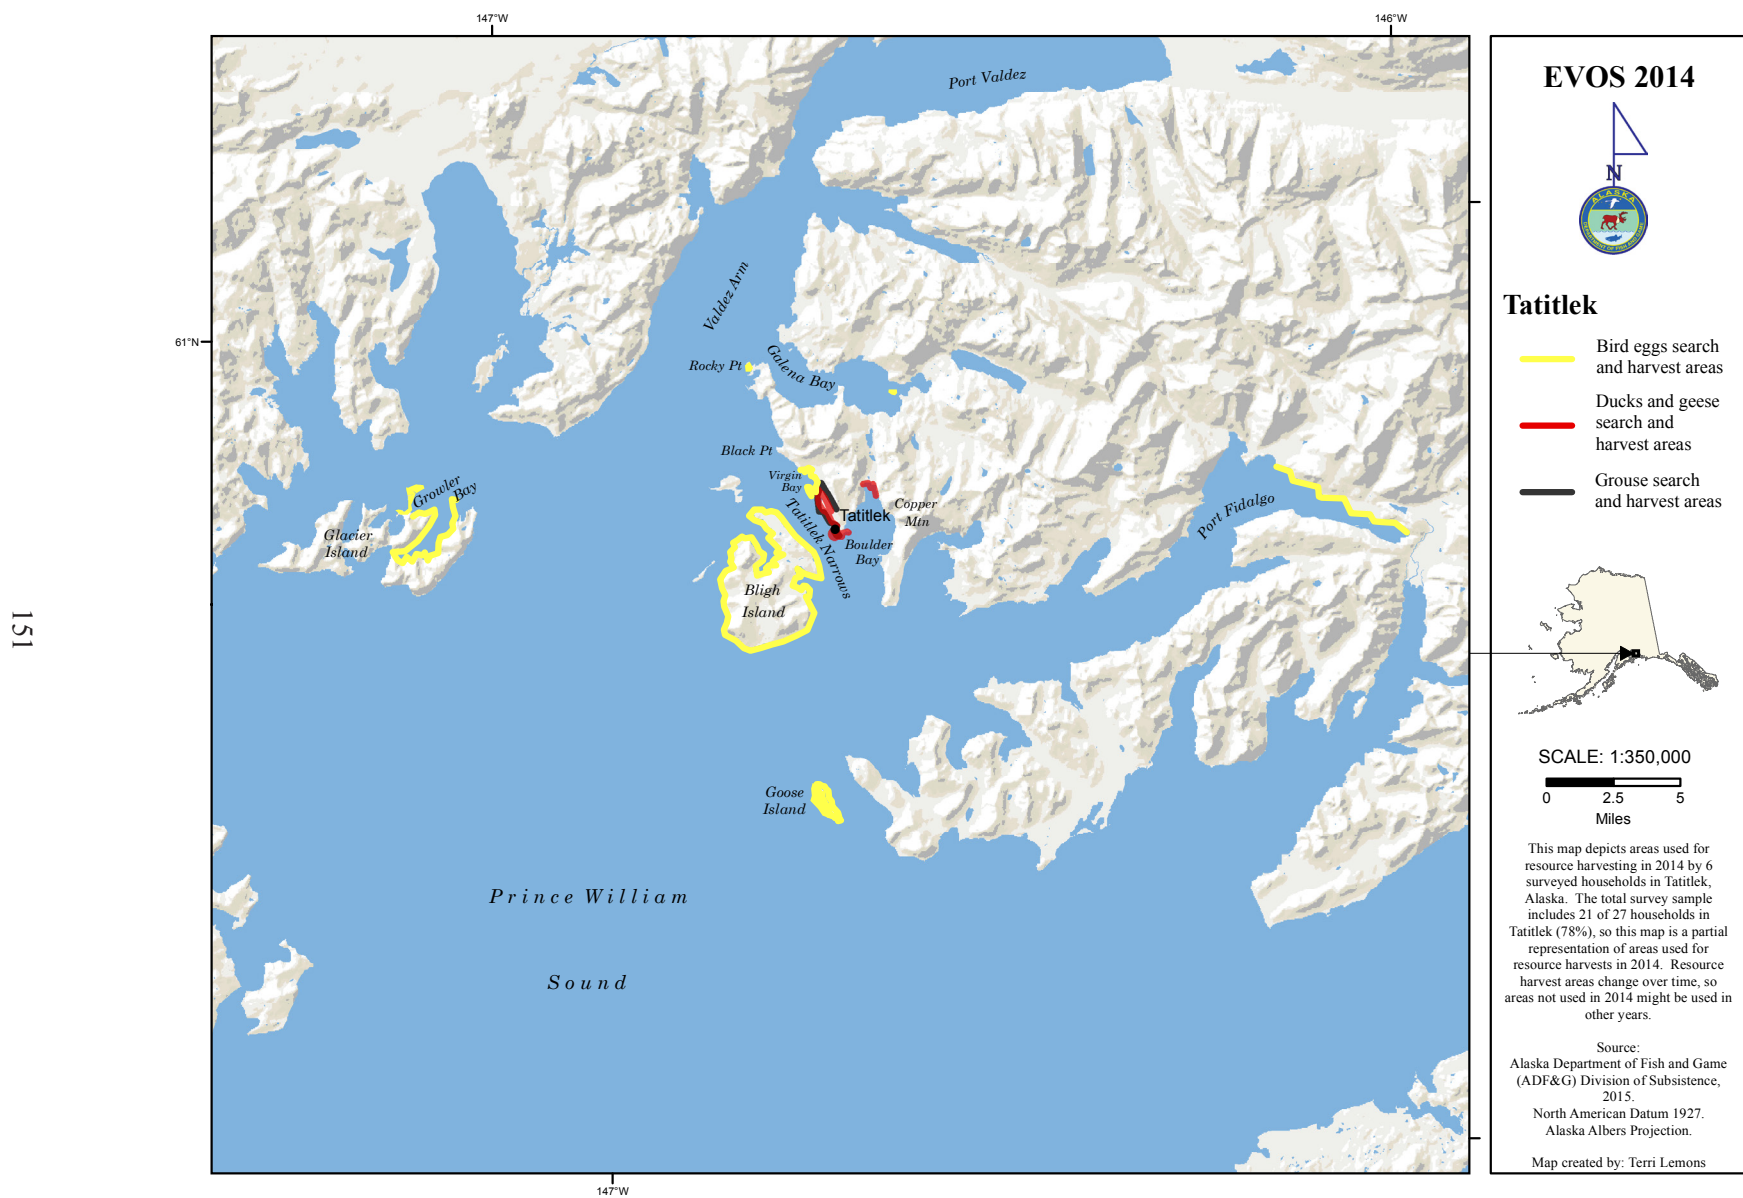 147°W
146°W
Port Valdez
Valdez Arm
61°N
Rocky Pt
Galena Bay
Black Pt
Virgin
Bay
Growler
Bay
Tatitlek
Copper
Mtn
Tatitlek Narrows
Port Fidalgo
Glacier
Island
Boulder
Bay
Bligh
Island
Goose
Island
Prince William
Sound
147°W
151
EVOS 2014
N
ALASKA
DEPARTMENT OF FISH AND GAME
Tatitlek
Bird eggs search
and harvest areas
Ducks and geese
search and
harvest areas
Grouse search
and harvest areas
SCALE: 1:350,000
0 2.5 5
Miles
This map depicts areas used for
resource harvesting in 2014 by 6
surveyed households in Tatitlek,
Alaska. The total survey sample
includes 21 of 27 households in
Tatitlek (78%), so this map is a partial
representation of areas used for
resource harvests in 2014. Resource
harvest areas change over time, so
areas not used in 2014 might be used in
other years.
Source:
Alaska Department of Fish and Game
(ADF&G) Division of Subsistence,
2015.
North American Datum 1927.
Alaska Albers Projection.
Map created by: Terri Lemons